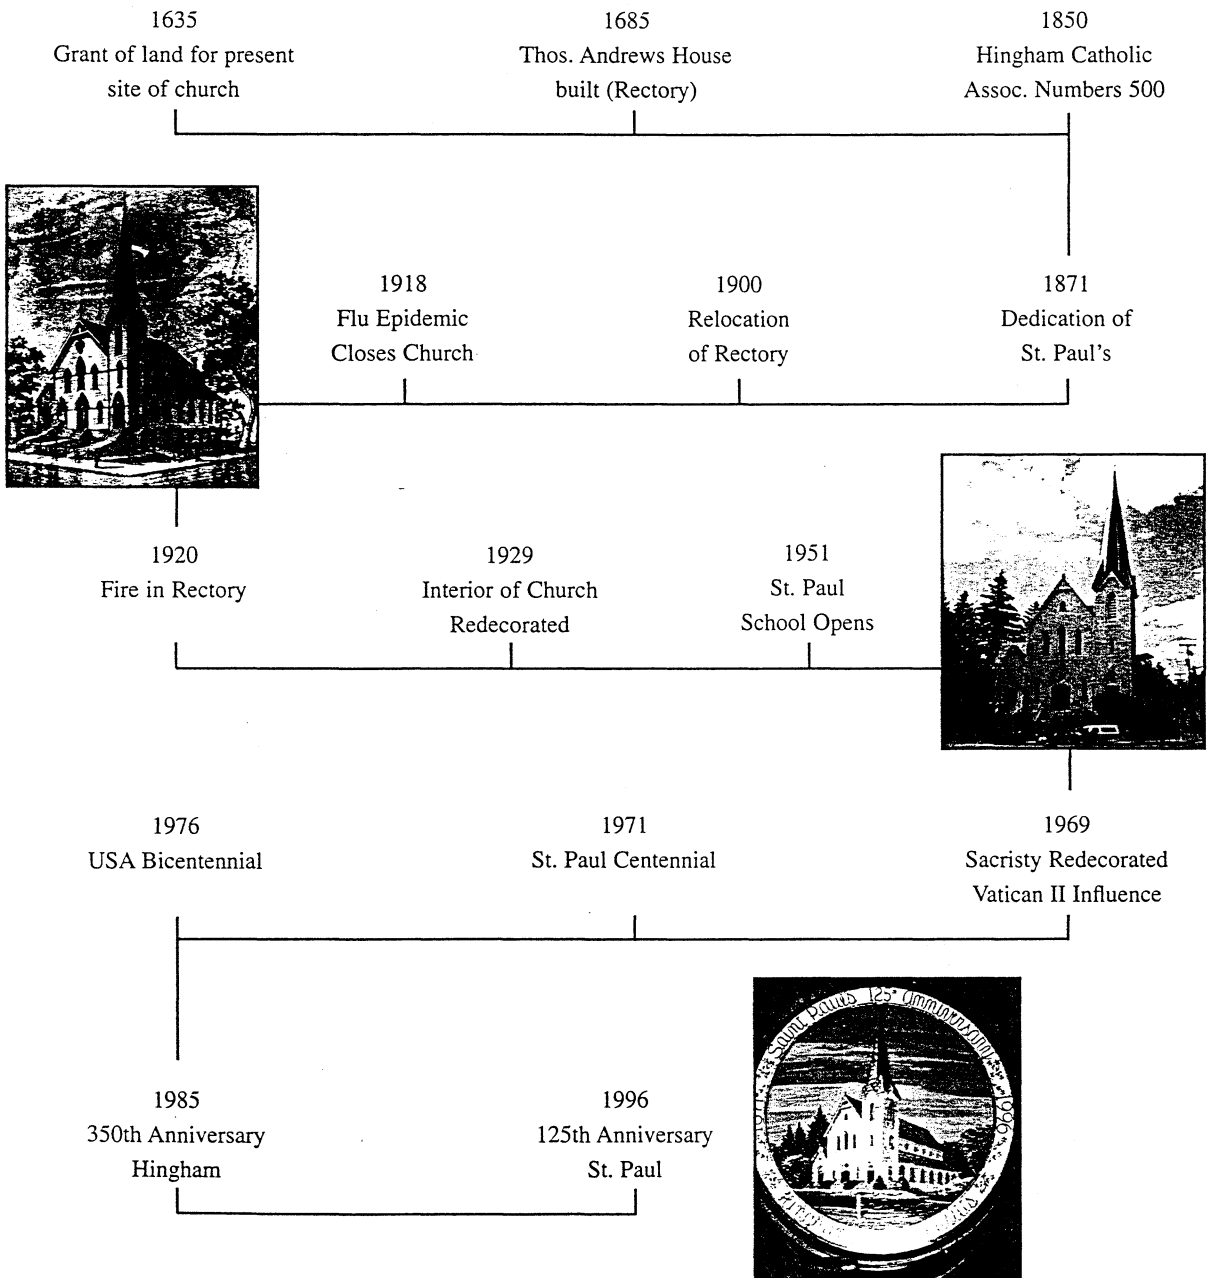 1635
Grant of land for present
site of church
1685
Thos. Andrews House
built (Rectory)
1850
Hingham Catholic
Assoc. Numbers 500
1918
Flu Epidemic
Closes Church
1900
Relocation
of Rectory
1871
Dedication of
St. Paul's
1920
Fire in Rectory
1929
Interior of Church
Redecorated
1951
St. Paul
School Opens
1976
USA Bicentennial
1971
St. Paul Centennial
1969
Sacristy Redecorated
Vatican II Influence
1985
350th Anniversary
Hingham
1996
125th Anniversary
St. Paul
Saint Paul's 125th Anniversary
1996